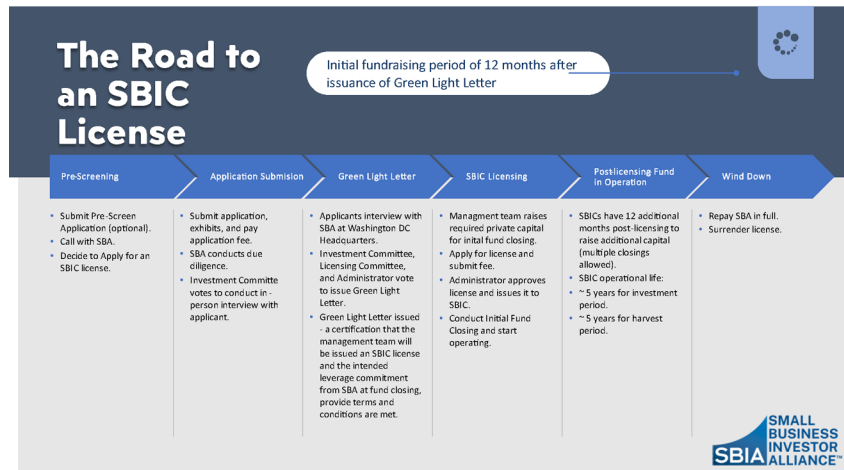 The Road to
an SBIC
License
Initial fundraising period of 12 months after
issuance of Green Light Letter
Pre-Screening
Application Submision
Green Light Letter
SBIC Licensing
Post-licensing Fund
In Operation
Wind Down
• Submit Pre-Screen
Application (optional).
• Call with SBA.
• Decide to Apply for an
SBIC license.
• Submit application,
exhibits, and pay
application fee.
• SBA conducts due
diligence.
• Investment Committe
votes to conduct in-
person interview with
applicant.
• Applicants interview with
SBA at Washington DC
Headquarters.
• Investment Committee,
Licensing Committee,
and Administrator vote
to issue Green Light
Letter.
• Green Light Letter issued
- a certification that the
management team will
be issued an SBIC license
and the intended
leverage commitment
from SBA at fund closing,
provide terms and
conditions are met.
• Managment team raises
required private capital
for inital fund closing.
• Apply for license and
submit fee.
• Administrator approves
license and issues it to
SBIC.
• Conduct Initial Fund
Closing and start
operating.
• SBICs have 12 additional
months post-licensing to
raise additional capital
(multiple closings
allowed).
• SBIC operational life:
• ~ 5 years for investment
period.
• ~ 5 years for harvest
period.
• Repay SBA in full.
• Surrender license.
SBIA
SMALL
BUSINESS
INVESTOR
ALLIANCE™